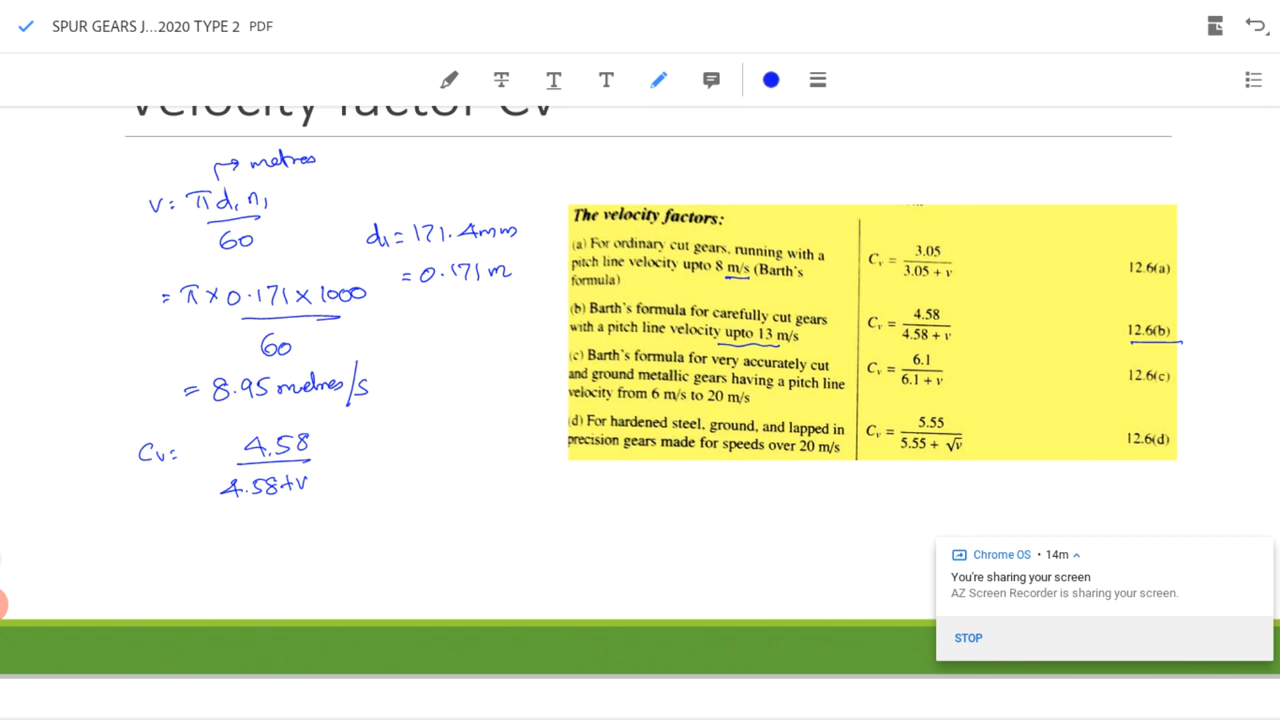 SPUR GEARS J...2020 TYPE 2 PDF
Velocity factor Cv
→ metres
v = π d₁ n₁
60
d₁ = 171.4mm
= 0.171 m
= π × 0.171 × 1000
60
= 8.95 metres/s
Cv = 4.58
4.58+v
The velocity factors:
(a) For ordinary cut gears, running with a
pitch line velocity upto 8 m/s (Barth's
formula)
Cv = 3.05
3.05 + v
12.6(a)
(b) Barth's formula for carefully cut gears
with a pitch line velocity upto 13 m/s
Cv = 4.58
4.58 + v
12.6(b)
(c) Barth's formula for very accurately cut
and ground metallic gears having a pitch line
velocity from 6 m/s to 20 m/s
Cv = 6.1
6.1 + v
12.6(c)
(d) For hardened steel, ground, and lapped in
precision gears made for speeds over 20 m/s
Cv = 5.55
5.55 + √v
12.6(d)
Chrome OS • 14m
You're sharing your screen
AZ Screen Recorder is sharing your screen.
STOP